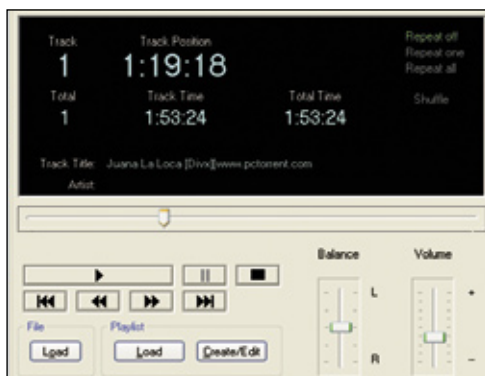 Track Track Position Repeat off
Repeat one
1 1:19:18 Repeat all
Total Track Time Total Time Shuffle
1 1:53:24 1:53:24
Track Title: Juana La Loca [Divx][www.pctorrent.com
Artist:
Balance Volume
L +
File Playlist
Load Load Create/Edit
R -